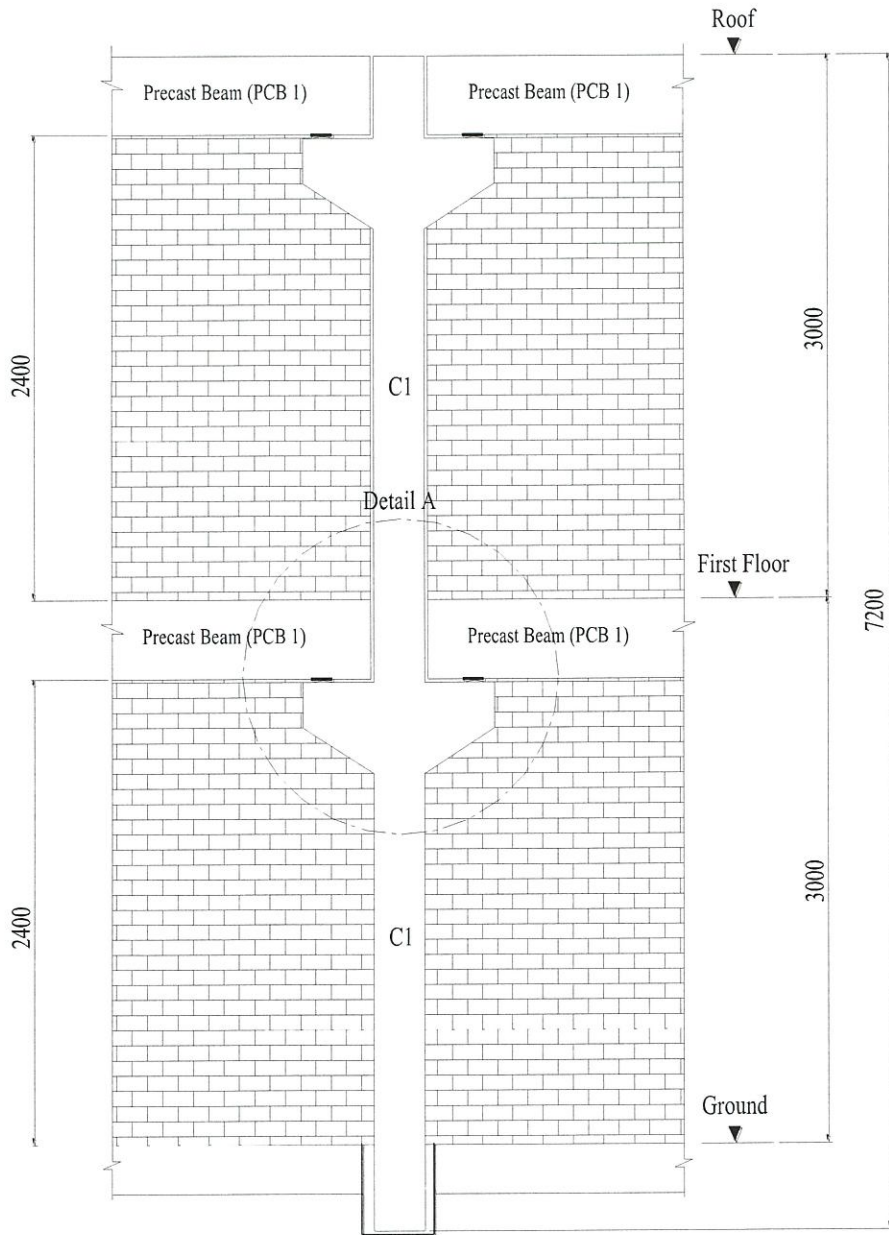 Roof
Precast Beam (PCB 1)
Precast Beam (PCB 1)
2400
C1
3000
Detail A
First Floor
7200
Precast Beam (PCB 1)
Precast Beam (PCB 1)
2400
C1
3000
Ground